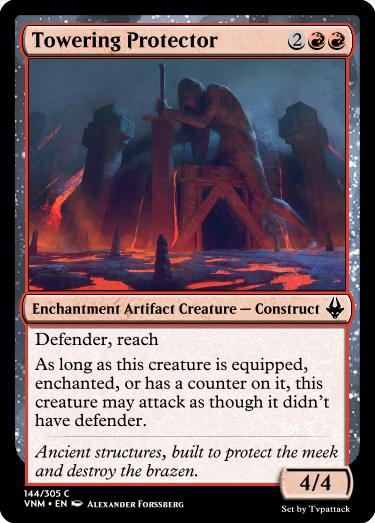 Towering Protector 2
Enchantment Artifact Creature — Construct
Defender, reach
As long as this creature is equipped,
enchanted, or has a counter on it, this
creature may attack as though it didn't
have defender.
Ancient structures, built to protect the meek
and destroy the brazen.
4/4
144/305 C
VNM • EN Alexander Forssberg
Set by Tvpattack